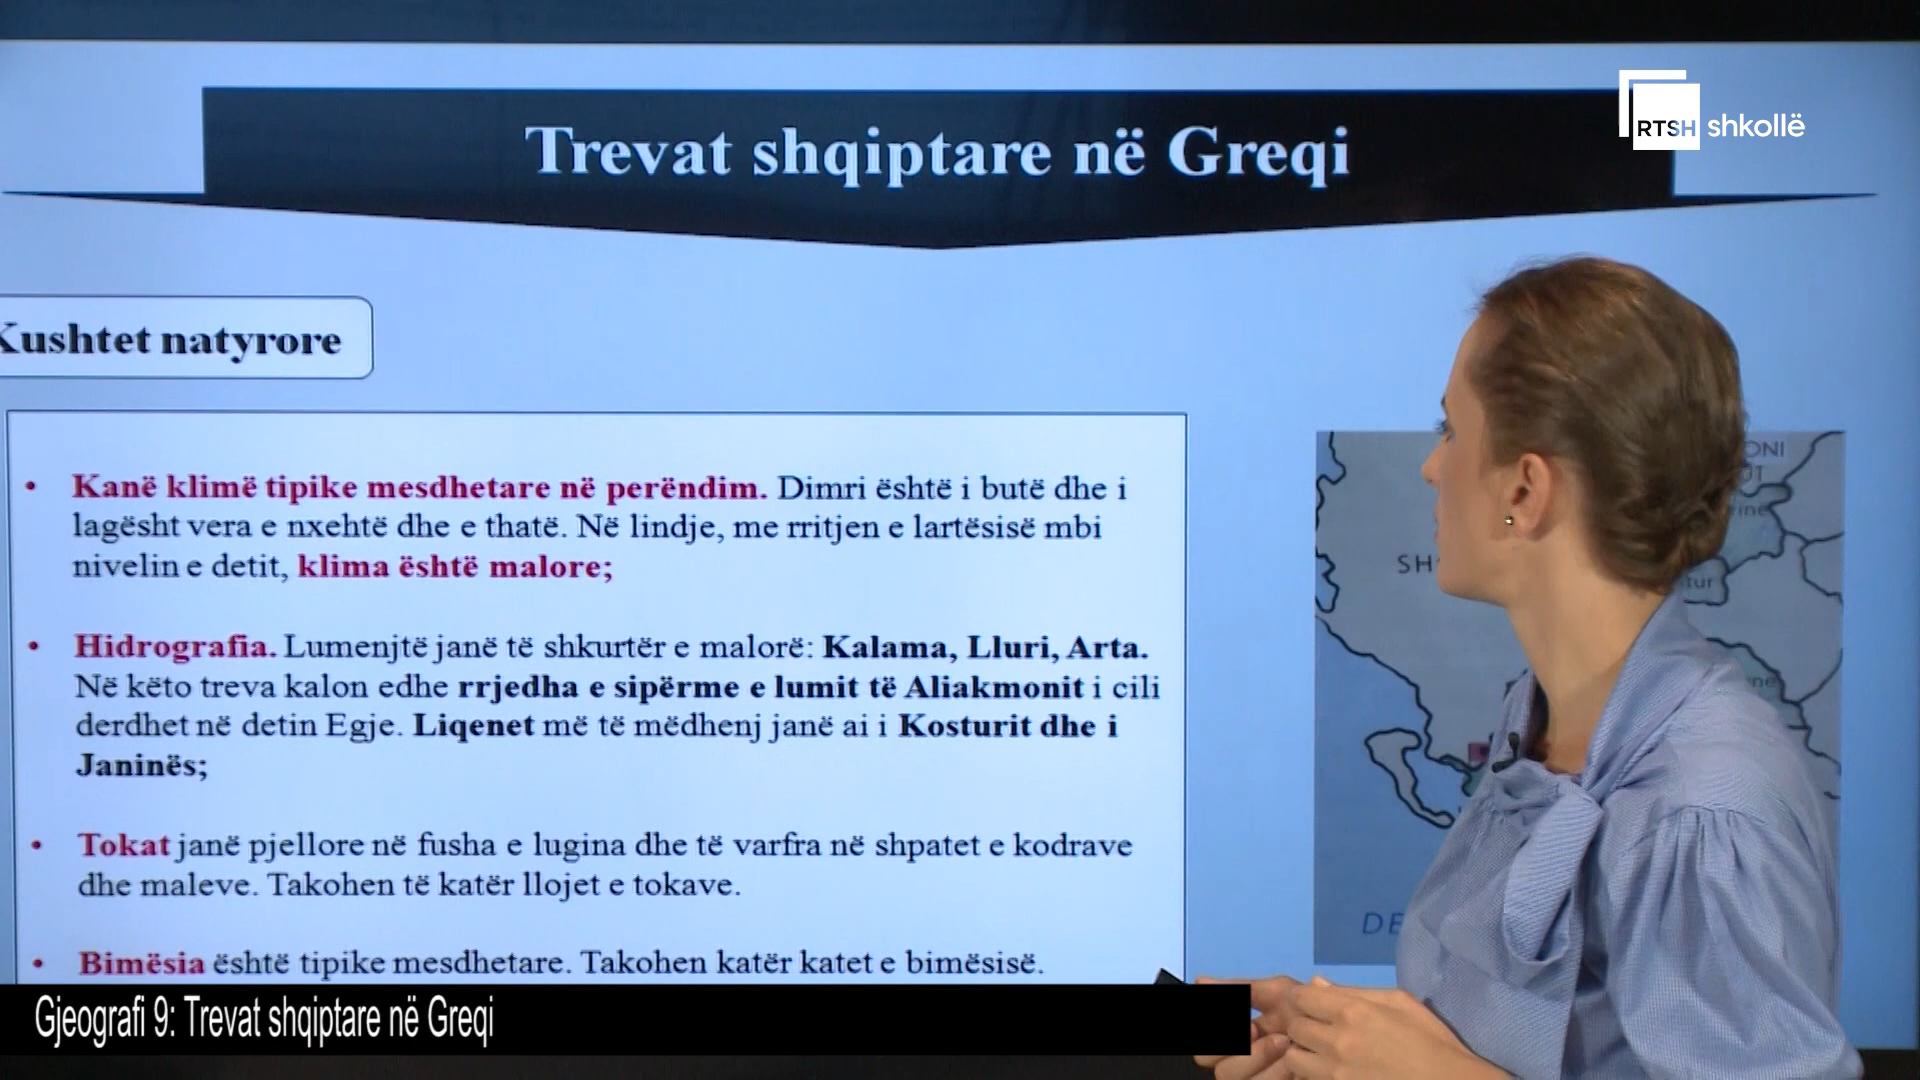 Trevat shqiptare në Greqi
RTSH shkollë
Kushtet natyrore
• Kanë klimë tipike mesdhetare në perëndim. Dimri është i butë dhe i
lagësht vera e nxehtë dhe e thatë. Në lindje, me rritjen e lartësisë mbi
nivelin e detit, klima është malore;
• Hidrografia. Lumenjtë janë të shkurtër e malorë: Kalama, Lluri, Arta.
Në këto treva kalon edhe rrjedha e sipërme e lumit të Aliakmonit i cili
derdhet në detin Egje. Liqenet më të mëdhenj janë ai i Kosturit dhe i
Janinës;
• Tokat janë pjellore në fusha e lugina dhe të varfra në shpatet e kodrave
dhe maleve. Takohen të katër llojet e tokave.
• Bimësia është tipike mesdhetare. Takohen katër katet e bimësisë.
Gjeografi 9: Trevat shqiptare në Greqi